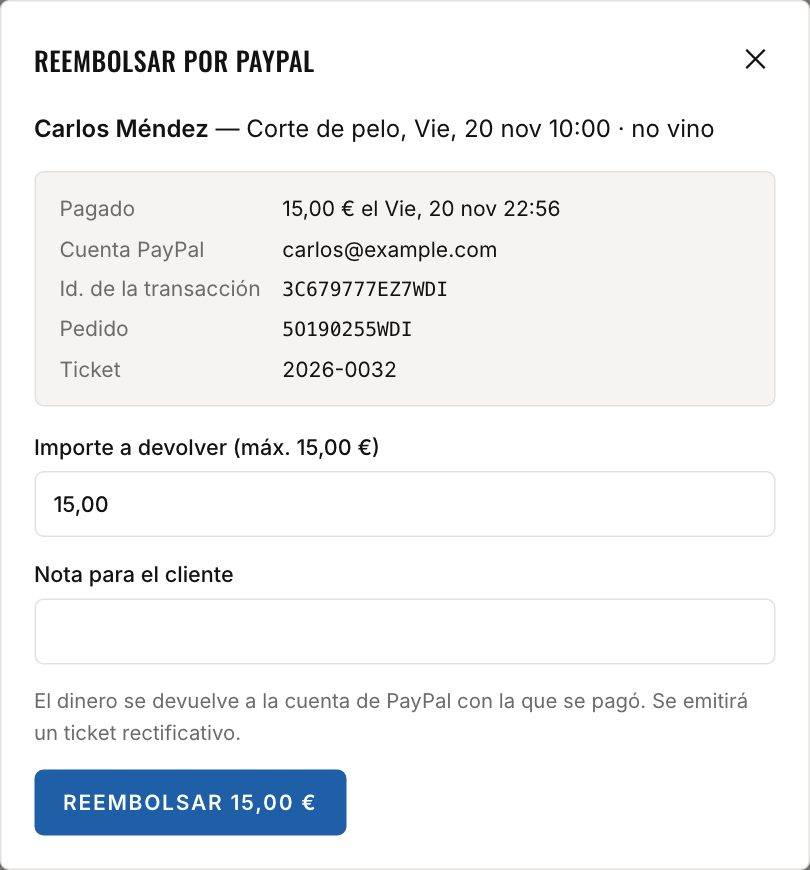 REEMBOLSAR POR PAYPAL
Carlos Méndez — Corte de pelo, Vie, 20 nov 10:00 · no vino
Pagado 15,00 € el Vie, 20 nov 22:56
Cuenta PayPal carlos@example.com
Id. de la transacción 3C679777EZ7WDI
Pedido 50190255WDI
Ticket 2026-0032
Importe a devolver (máx. 15,00 €)
15,00
Nota para el cliente
El dinero se devuelve a la cuenta de PayPal con la que se pagó. Se emitirá
un ticket rectificativo.
REEMBOLSAR 15,00 €